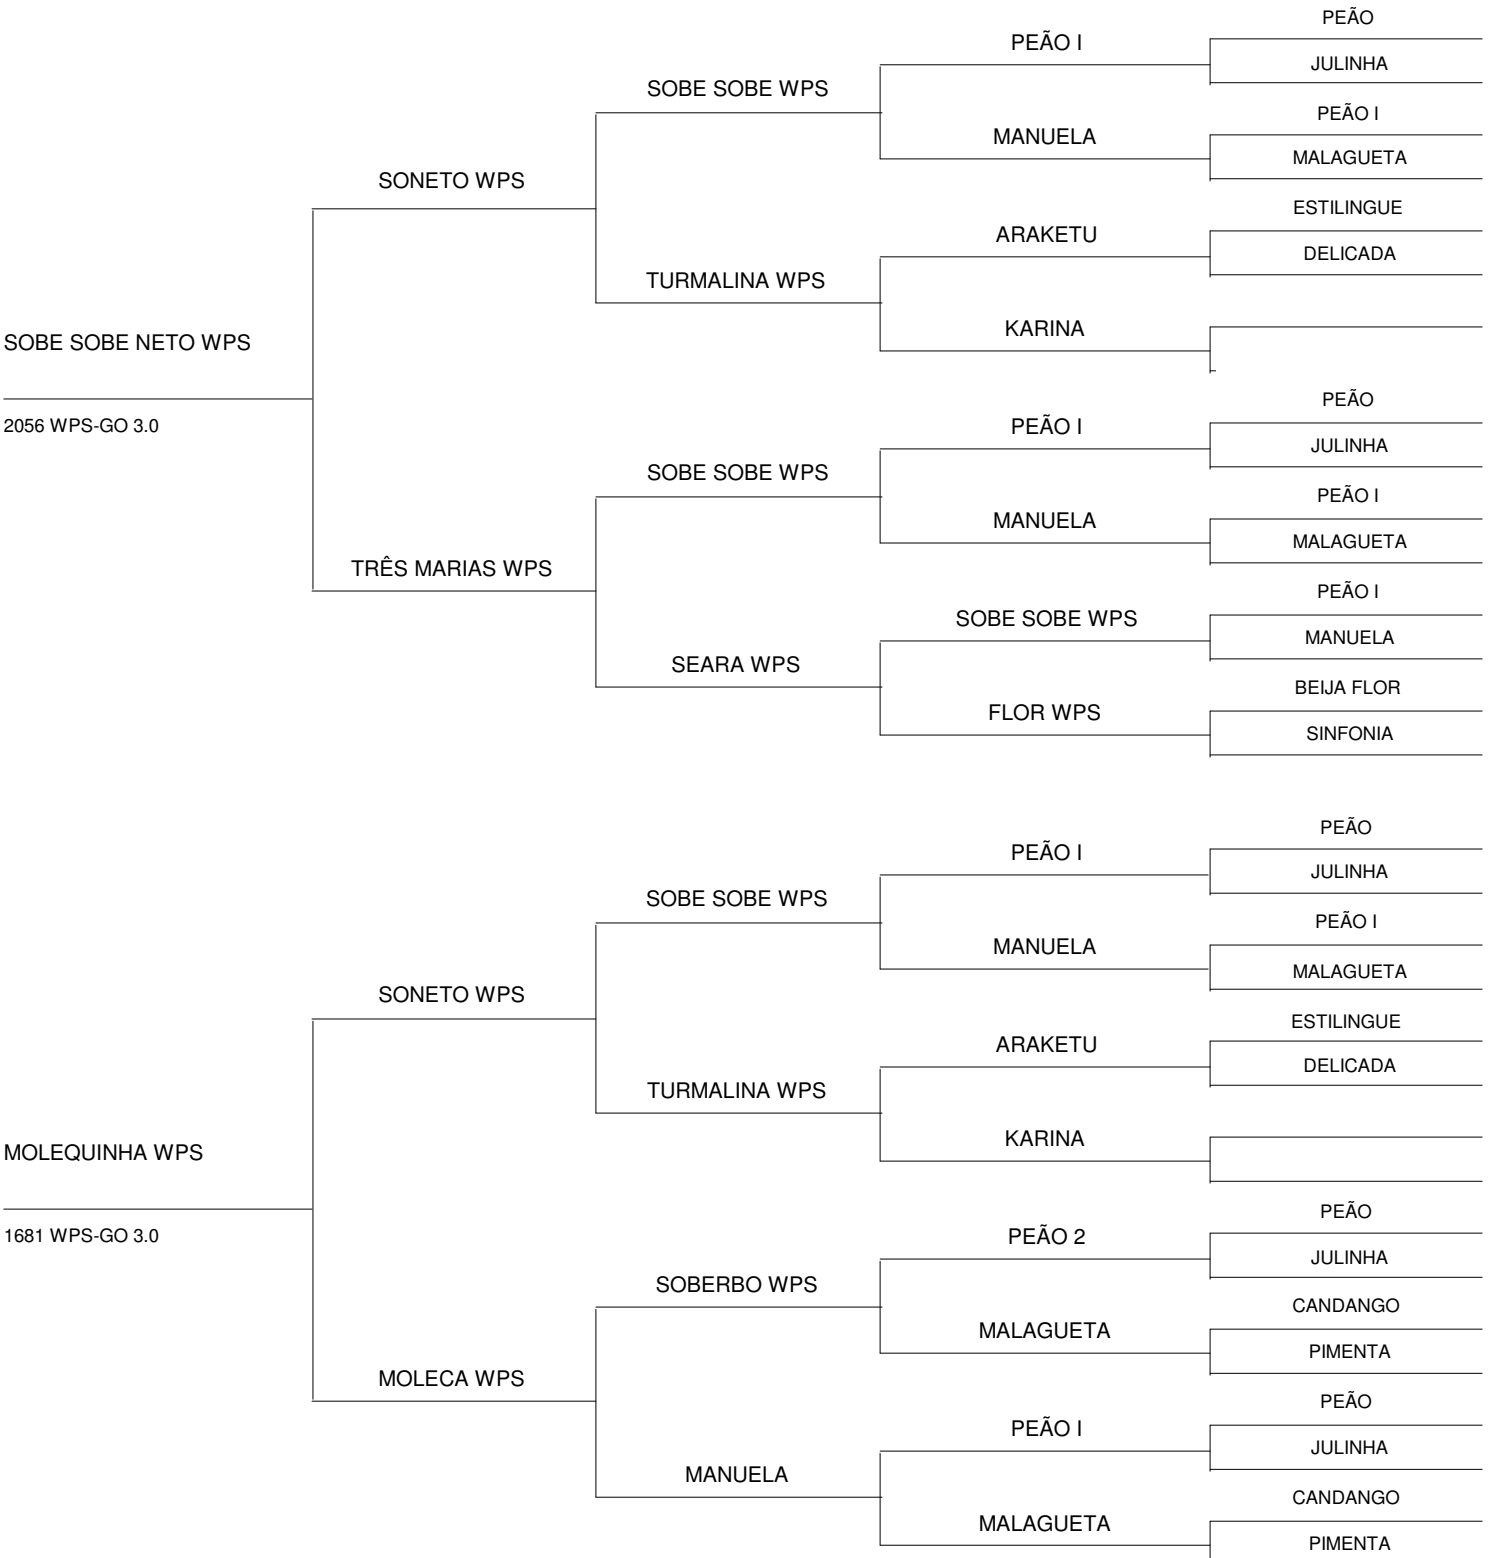 PEÃO
PEÃO I
JULINHA
SOBE SOBE WPS
PEÃO I
MANUELA
MALAGUETA
SONETO WPS
ESTILINGUE
ARAKETU
DELICADA
TURMALINA WPS
KARINA
SOBE SOBE NETO WPS
PEÃO
2056 WPS-GO 3.0
PEÃO I
JULINHA
SOBE SOBE WPS
PEÃO I
MANUELA
MALAGUETA
TRÊS MARIAS WPS
PEÃO I
SOBE SOBE WPS
MANUELA
SEARA WPS
BEIJA FLOR
FLOR WPS
SINFONIA
PEÃO
PEÃO I
JULINHA
SOBE SOBE WPS
PEÃO I
MANUELA
MALAGUETA
SONETO WPS
ESTILINGUE
ARAKETU
DELICADA
TURMALINA WPS
KARINA
MOLEQUINHA WPS
PEÃO
1681 WPS-GO 3.0
PEÃO 2
JULINHA
SOBERBO WPS
CANDANGO
MALAGUETA
PIMENTA
MOLECA WPS
PEÃO
PEÃO I
JULINHA
MANUELA
CANDANGO
MALAGUETA
PIMENTA